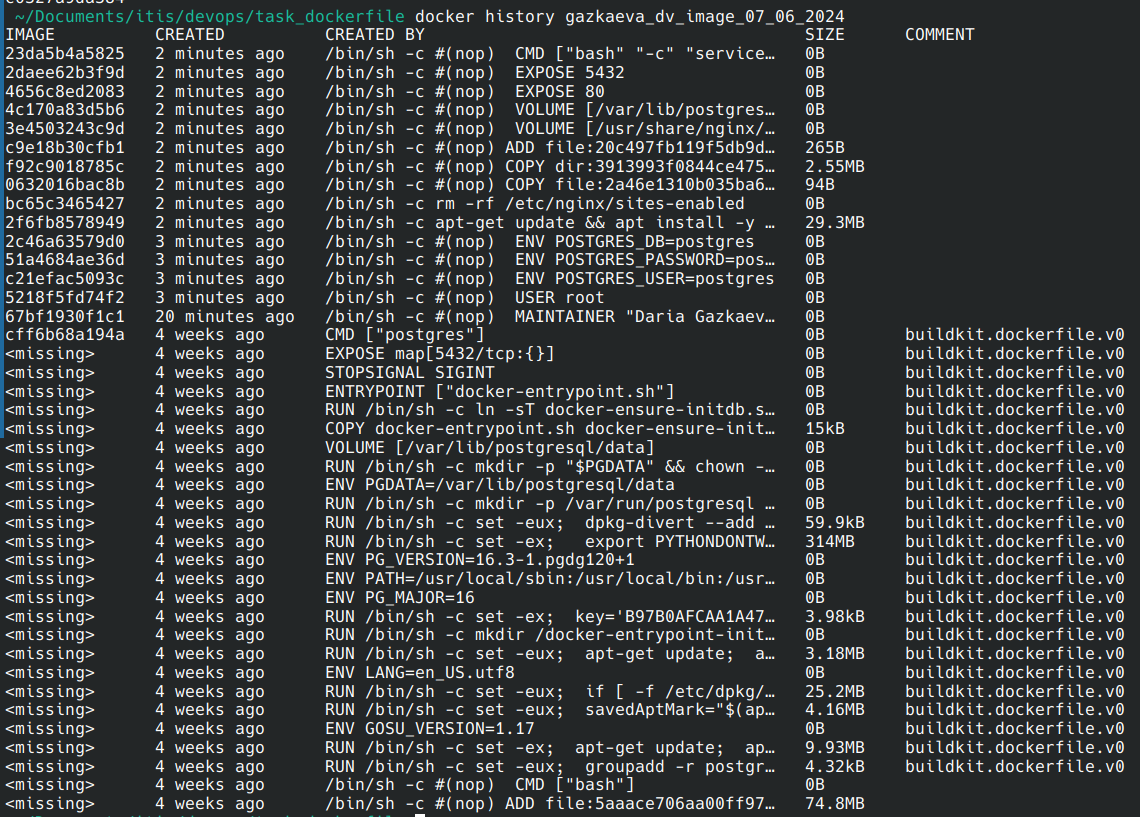 ~/Documents/itis/devops/task_dockerfile docker history gazkaeva_dv_image_07_06_2024
IMAGE CREATED CREATED BY SIZE COMMENT
23da5b4a5825 2 minutes ago /bin/sh -c #(nop) CMD ["bash" "-c" "service… 0B
2daee62b3f9d 2 minutes ago /bin/sh -c #(nop) EXPOSE 5432 0B
4656c8ed2083 2 minutes ago /bin/sh -c #(nop) EXPOSE 80 0B
4c170a83d5b6 2 minutes ago /bin/sh -c #(nop) VOLUME [/var/lib/postgres… 0B
3e4503243c9d 2 minutes ago /bin/sh -c #(nop) VOLUME [/usr/share/nginx/… 0B
c9e18b30cfb1 2 minutes ago /bin/sh -c #(nop) ADD file:20c497fb119f5db9d… 265B
f92c9018785c 2 minutes ago /bin/sh -c #(nop) COPY dir:3913993f0844ce475… 2.55MB
0632016bac8b 2 minutes ago /bin/sh -c #(nop) COPY file:2a46e1310b035ba6… 94B
bc65c3465427 2 minutes ago /bin/sh -c rm -rf /etc/nginx/sites-enabled 0B
2f6fb8578949 2 minutes ago /bin/sh -c apt-get update && apt install -y … 29.3MB
2c46a63579d0 3 minutes ago /bin/sh -c #(nop) ENV POSTGRES_DB=postgres 0B
51a4684ae36d 3 minutes ago /bin/sh -c #(nop) ENV POSTGRES_PASSWORD=pos… 0B
c21efac5093c 3 minutes ago /bin/sh -c #(nop) ENV POSTGRES_USER=postgres 0B
5218f5fd74f2 3 minutes ago /bin/sh -c #(nop) USER root 0B
67bf1930f1c1 20 minutes ago /bin/sh -c #(nop) MAINTAINER "Daria Gazkaev… 0B
cff6b68a194a 4 weeks ago CMD ["postgres"] 0B buildkit.dockerfile.v0
<missing> 4 weeks ago EXPOSE map[5432/tcp:{}] 0B buildkit.dockerfile.v0
<missing> 4 weeks ago STOPSIGNAL SIGINT 0B buildkit.dockerfile.v0
<missing> 4 weeks ago ENTRYPOINT ["docker-entrypoint.sh"] 0B buildkit.dockerfile.v0
<missing> 4 weeks ago RUN /bin/sh -c ln -sT docker-ensure-initdb.s… 0B buildkit.dockerfile.v0
<missing> 4 weeks ago COPY docker-entrypoint.sh docker-ensure-init… 15kB buildkit.dockerfile.v0
<missing> 4 weeks ago VOLUME [/var/lib/postgresql/data] 0B buildkit.dockerfile.v0
<missing> 4 weeks ago RUN /bin/sh -c mkdir -p "$PGDATA" && chown -… 0B buildkit.dockerfile.v0
<missing> 4 weeks ago ENV PGDATA=/var/lib/postgresql/data 0B buildkit.dockerfile.v0
<missing> 4 weeks ago RUN /bin/sh -c mkdir -p /var/run/postgresql … 0B buildkit.dockerfile.v0
<missing> 4 weeks ago RUN /bin/sh -c set -eux; dpkg-divert --add … 59.9kB buildkit.dockerfile.v0
<missing> 4 weeks ago RUN /bin/sh -c set -ex; export PYTHONDONTW… 314MB buildkit.dockerfile.v0
<missing> 4 weeks ago ENV PG_VERSION=16.3-1.pgdg120+1 0B buildkit.dockerfile.v0
<missing> 4 weeks ago ENV PATH=/usr/local/sbin:/usr/local/bin:/usr… 0B buildkit.dockerfile.v0
<missing> 4 weeks ago ENV PG_MAJOR=16 0B buildkit.dockerfile.v0
<missing> 4 weeks ago RUN /bin/sh -c set -ex; key='B97B0AFCAA1A47… 3.98kB buildkit.dockerfile.v0
<missing> 4 weeks ago RUN /bin/sh -c mkdir /docker-entrypoint-init… 0B buildkit.dockerfile.v0
<missing> 4 weeks ago RUN /bin/sh -c set -eux; apt-get update; a… 3.18MB buildkit.dockerfile.v0
<missing> 4 weeks ago ENV LANG=en_US.utf8 0B buildkit.dockerfile.v0
<missing> 4 weeks ago RUN /bin/sh -c set -eux; if [ -f /etc/dpkg/… 25.2MB buildkit.dockerfile.v0
<missing> 4 weeks ago RUN /bin/sh -c set -eux; savedAptMark="$(ap… 4.16MB buildkit.dockerfile.v0
<missing> 4 weeks ago ENV GOSU_VERSION=1.17 0B buildkit.dockerfile.v0
<missing> 4 weeks ago RUN /bin/sh -c set -ex; apt-get update; ap… 9.93MB buildkit.dockerfile.v0
<missing> 4 weeks ago RUN /bin/sh -c set -eux; groupadd -r postgr… 4.32kB buildkit.dockerfile.v0
<missing> 4 weeks ago /bin/sh -c #(nop) CMD ["bash"] 0B
<missing> 4 weeks ago /bin/sh -c #(nop) ADD file:5aaace706aa00ff97… 74.8MB